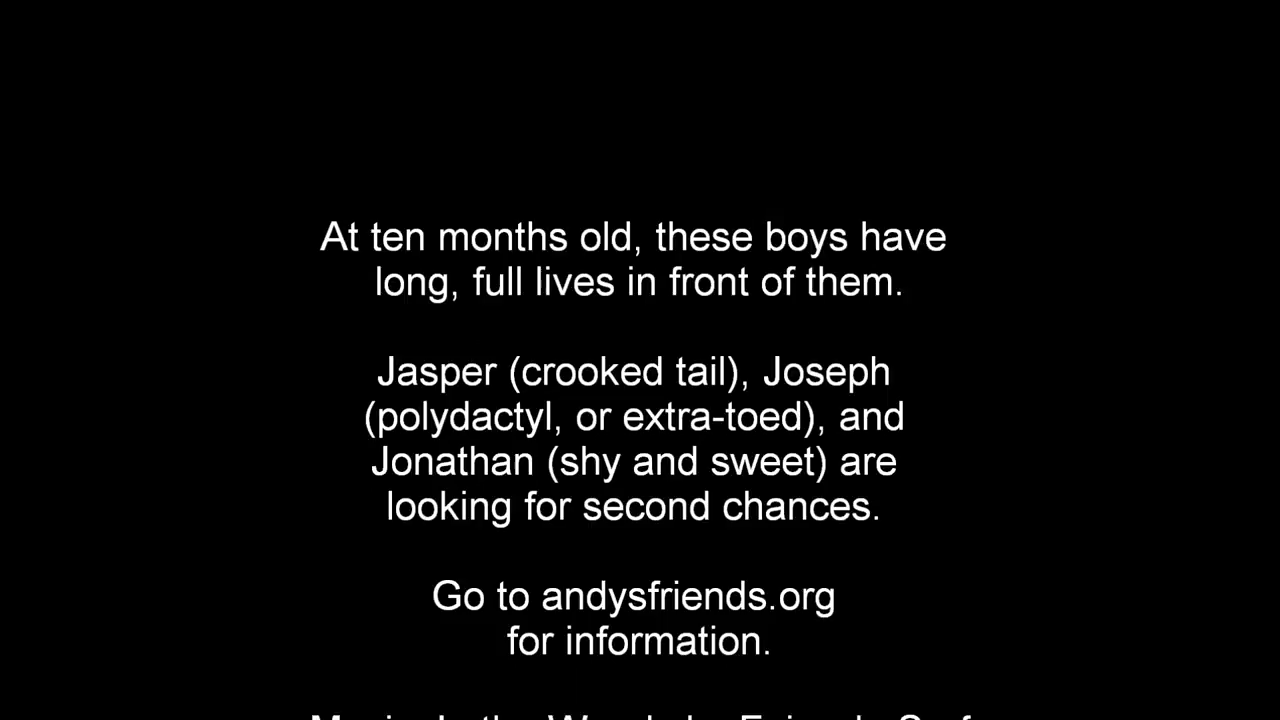 At ten months old, these boys have
long, full lives in front of them.
Jasper (crooked tail), Joseph
(polydactyl, or extra-toed), and
Jonathan (shy and sweet) are
looking for second chances.
Go to andysfriends.org
for information.